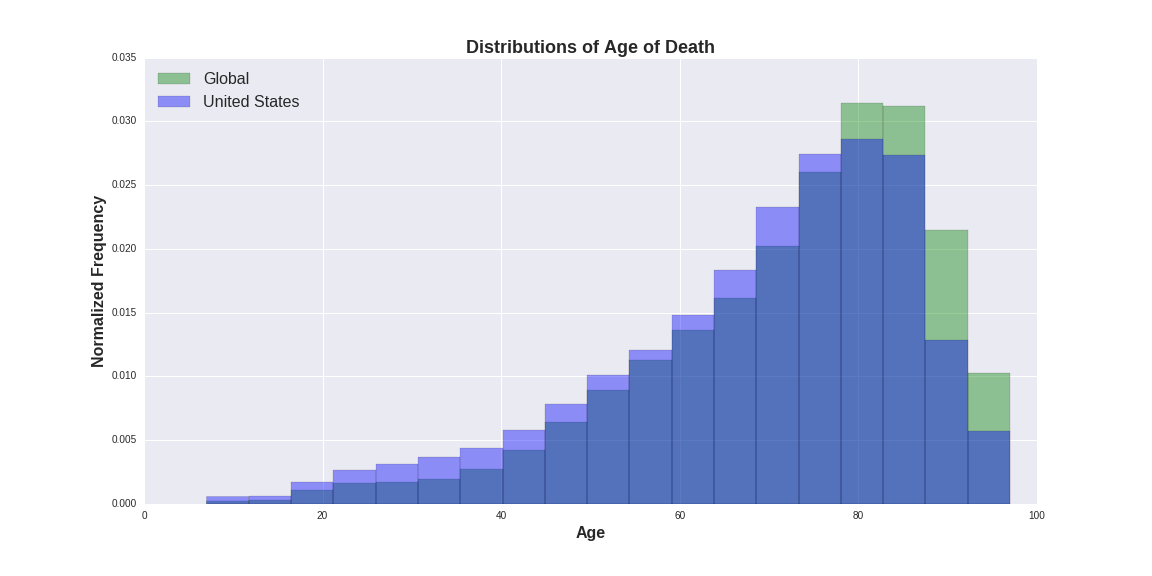 Distributions of Age of Death
Global
United States
0.035
0.030
0.025
0.020
0.015
0.010
0.005
0.000
Normalized Frequency
0 20 40 60 80 100
Age